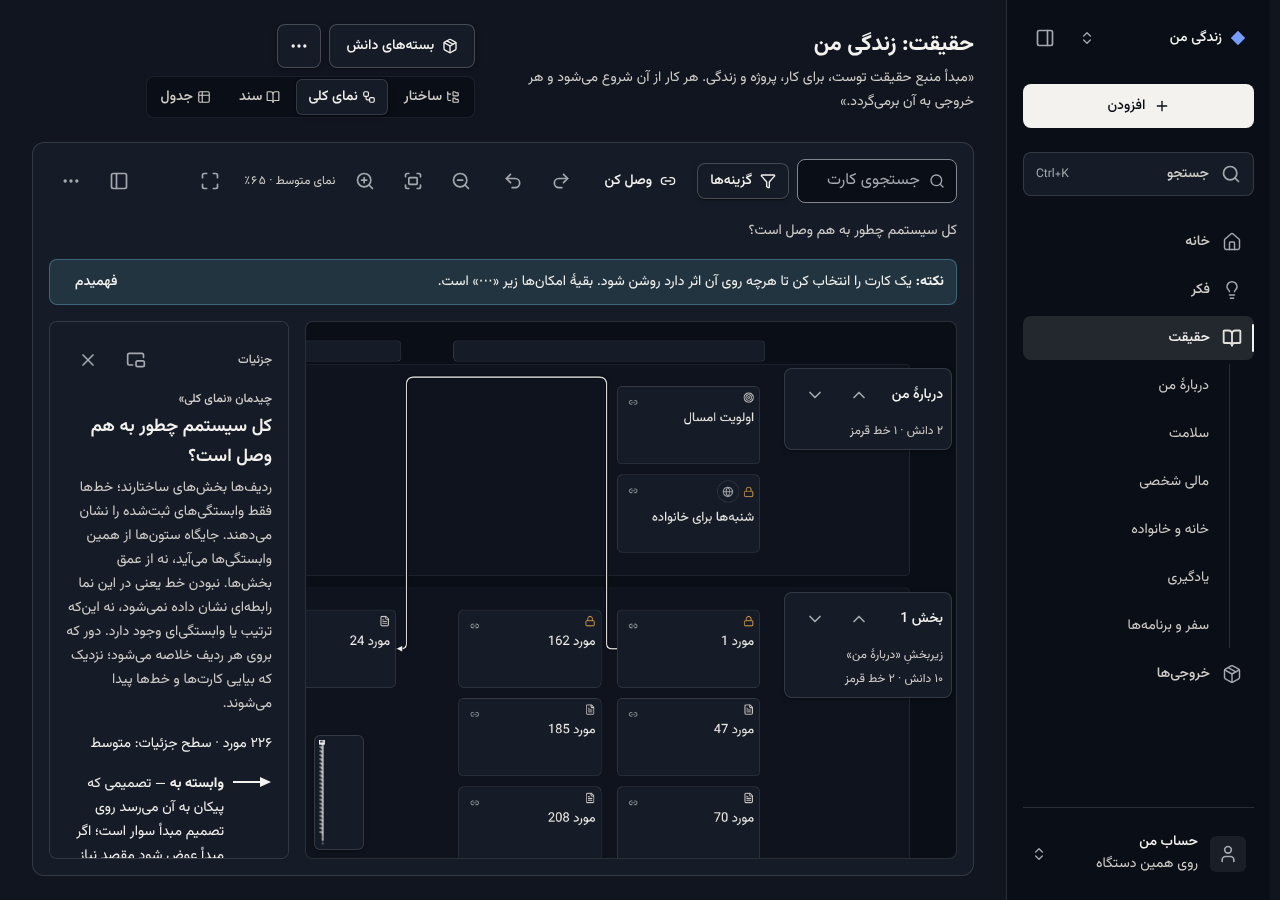 زندگی من
افزودن
جستجو
Ctrl+K
خانه
فکر
حقیقت
دربارهٔ من
سلامت
مالی شخصی
خانه و خانواده
یادگیری
سفر و برنامه‌ها
خروجی‌ها
حساب من
روی همین دستگاه
حقیقت: زندگی من
«مبدأ منبع حقیقت توست، برای کار، پروژه و زندگی. هر کار از آن شروع می‌شود و هر
خروجی به آن برمی‌گردد.»
بسته‌های دانش
ساختار
نمای کلی
سند
جدول
جستجوی کارت
گزینه‌ها
وصل کن
نمای متوسط · ۶۵٪
کل سیستمم چطور به هم وصل است؟
نکته: یک کارت را انتخاب کن تا هرچه روی آن اثر دارد روشن شود. بقیهٔ امکان‌ها زیر «⋯» است.
فهمیدم
دربارهٔ من
۲ دانش · ۱ خط قرمز
اولویت امسال
شنبه‌ها برای خانواده
بخش 1
زیربخشِ «دربارهٔ من»
۱۰ دانش · ۲ خط قرمز
مورد 1
مورد 162
مورد 24
مورد 47
مورد 185
مورد 70
مورد 208
جزئیات
چیدمان «نمای کلی»
کل سیستمم چطور به هم
وصل است؟
ردیف‌ها بخش‌های ساختارند؛ خط‌ها
فقط وابستگی‌های ثبت‌شده را نشان
می‌دهند. جایگاه ستون‌ها از همین
وابستگی‌ها می‌آید، نه از عمق
بخش‌ها. نبودن خط یعنی در این نما
رابطه‌ای نشان داده نمی‌شود، نه این‌که
ترتیب یا وابستگی‌ای وجود دارد. دور که
بروی هر ردیف خلاصه می‌شود؛ نزدیک
که بیایی کارت‌ها و خط‌ها پیدا
می‌شوند.
۲۲۶ مورد · سطح جزئیات: متوسط
وابسته به — تصمیمی که
پیکان به آن می‌رسد روی
تصمیم مبدأ سوار است؛ اگر
مبدأ عوض شود مقصد نیاز